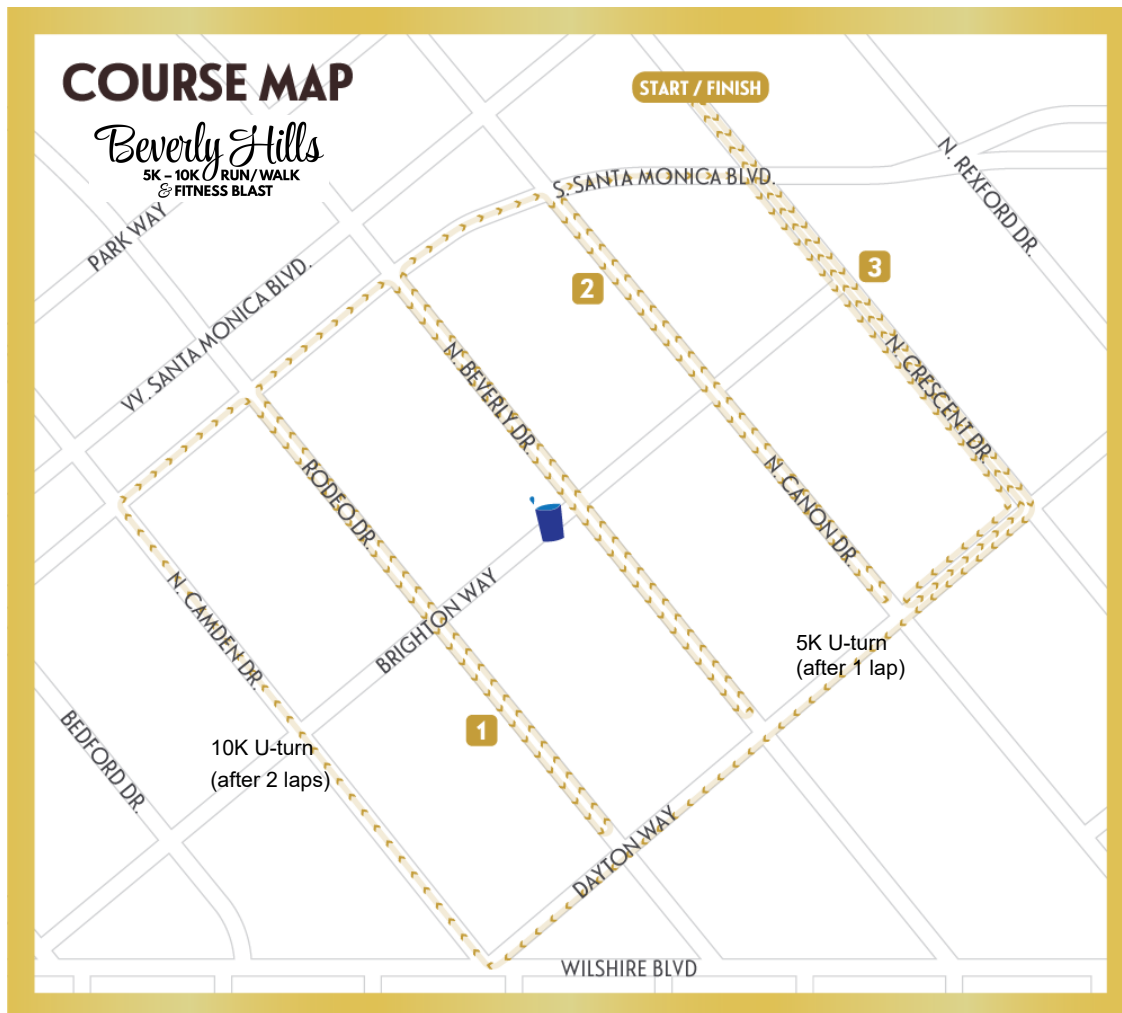 COURSE MAP
Beverly Hills
5K – 10K RUN/WALK
& FITNESS BLAST
START / FINISH
N. REXFORD DR.
S. SANTA MONICA BLVD.
PARK WAY
W. SANTA MONICA BLVD.
2
3
N. BEVERLY DR.
N. CRESCENT DR.
RODEO DR.
N. CANON DR.
N. CAMDEN DR.
BRIGHTON WAY
5K U-turn
(after 1 lap)
BEDFORD DR.
1
10K U-turn
(after 2 laps)
DAYTON WAY
WILSHIRE BLVD